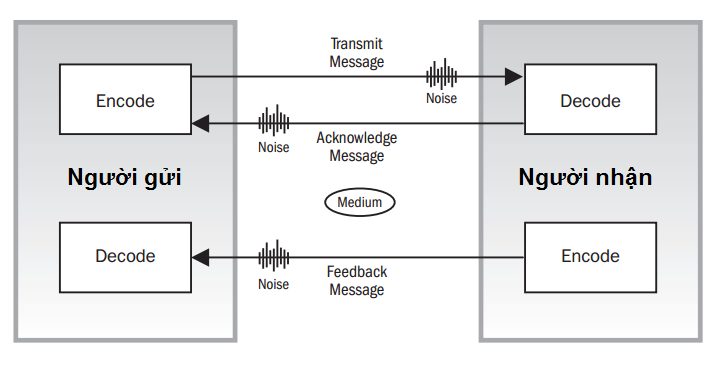 Transmit
Message
Encode
Noise
Decode
Noise
Acknowledge
Message
Người gửi
Người nhận
Medium
Decode
Encode
Noise
Feedback
Message